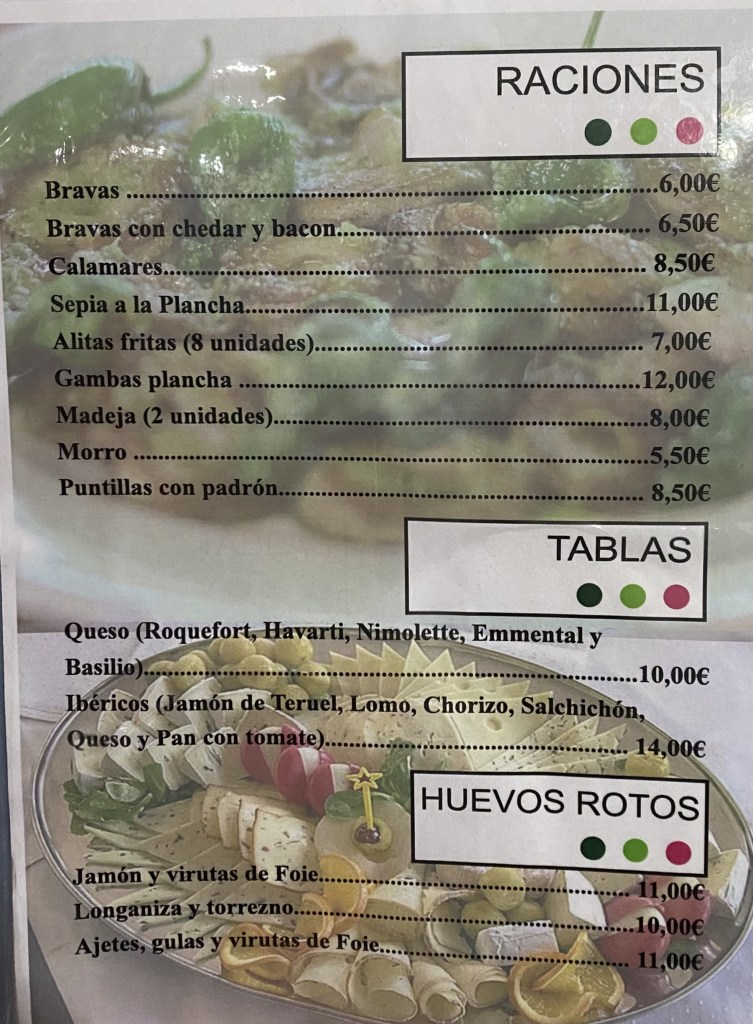 RACIONES
Bravas ..................................................................................6,00€
Bravas con chedar y bacon................................................ 6,50€
Calamares........................................................................... 8,50€
Sepia a la Plancha..............................................................11,00€
Alitas fritas (8 unidades).................................................... 7,00€
Gambas plancha ................................................................12,00€
Madeja (2 unidades)...........................................................8,00€
Morro .................................................................................5,50€
Puntillas con padrón.......................................................... 8,50€
TABLAS
Queso (Roquefort, Havarti, Nimolette, Emmental y
Basilio)...............................................................................10,00€
Ibéricos (Jamón de Teruel, Lomo, Chorizo, Salchichón,
Queso y Pan con tomate)................................................ 14,00€
HUEVOS ROTOS
Jamón y virutas de Foie.................................................. 11,00€
Longaniza y torrezno.......................................................10,00€
Ajetes, gulas y virutas de Foie........................................ 11,00€